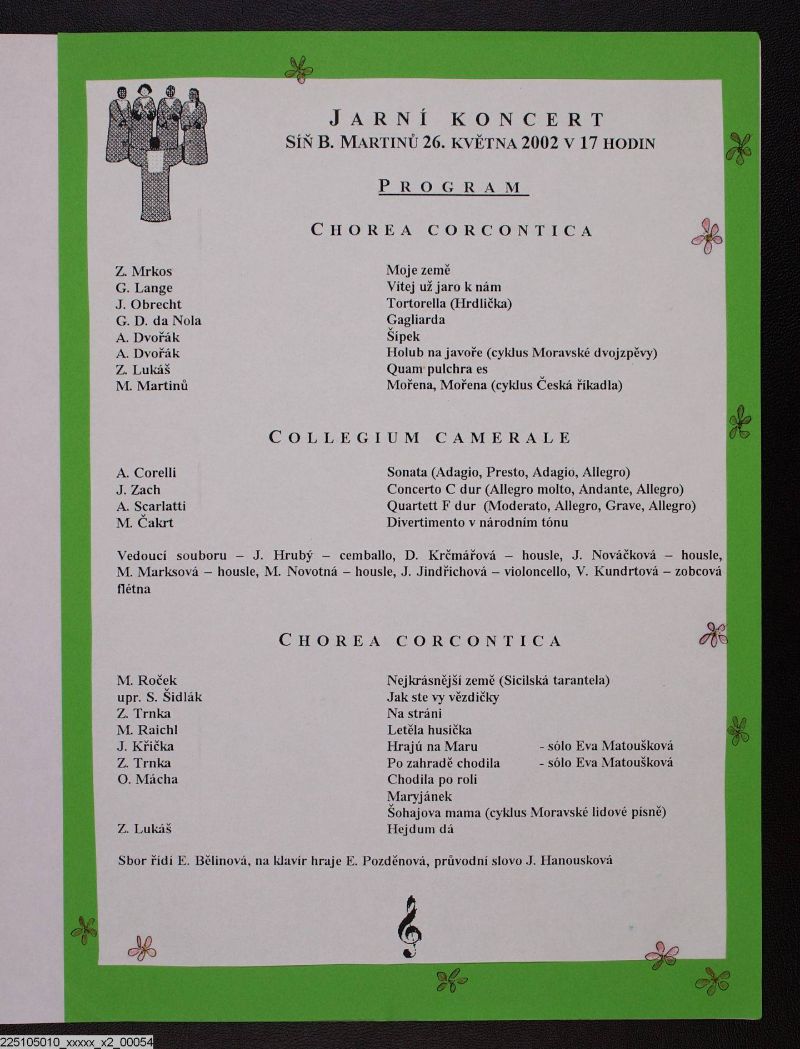 JARNÍ KONCERT
SÍŇ B. MARTINŮ 26. KVĚTNA 2002 V 17 HODIN
PROGRAM
CHOREA CORCONTICA
Z. Mrkos Moje země
G. Lange Vítej už jaro k nám
J. Obrecht Tortorella (Hrdlička)
G. D. da Nola Gagliarda
A. Dvořák Šípek
A. Dvořák Holub na javoře (cyklus Moravské dvojzpěvy)
Z. Lukáš Quam pulchra es
M. Martinů Mořena, Mořena (cyklus Česká říkadla)
COLLEGIUM CAMERALE
A. Corelli Sonata (Adagio, Presto, Adagio, Allegro)
J. Zach Concerto C dur (Allegro molto, Andante, Allegro)
A. Scarlatti Quartett F dur (Moderato, Allegro, Grave, Allegro)
M. Čakrt Divertimento v národním tónu
Vedoucí souboru – J. Hrubý – cemballo, D. Krčmářová – housle, J. Nováčková – housle,
M. Marksová – housle, M. Novotná – housle, J. Jindřichová – violoncello, V. Kundrtová – zobcová
flétna
CHOREA CORCONTICA
M. Roček Nejkrásnější země (Sicilská tarantela)
upr. S. Šidlák Jak ste vy vězdičky
Z. Trnka Na stráni
M. Raichl Letěla husička
J. Křička Hrajú na Maru - sólo Eva Matoušková
Z. Trnka Po zahradě chodila - sólo Eva Matoušková
O. Mácha Chodila po roli
Maryjánek
Šohajova mama (cyklus Moravské lidové písně)
Z. Lukáš Hejdum dá
Sbor řídí E. Bělinová, na klavír hraje E. Pozděnová, průvodní slovo J. Hanousková
225105010_xxxxx_x2_00054